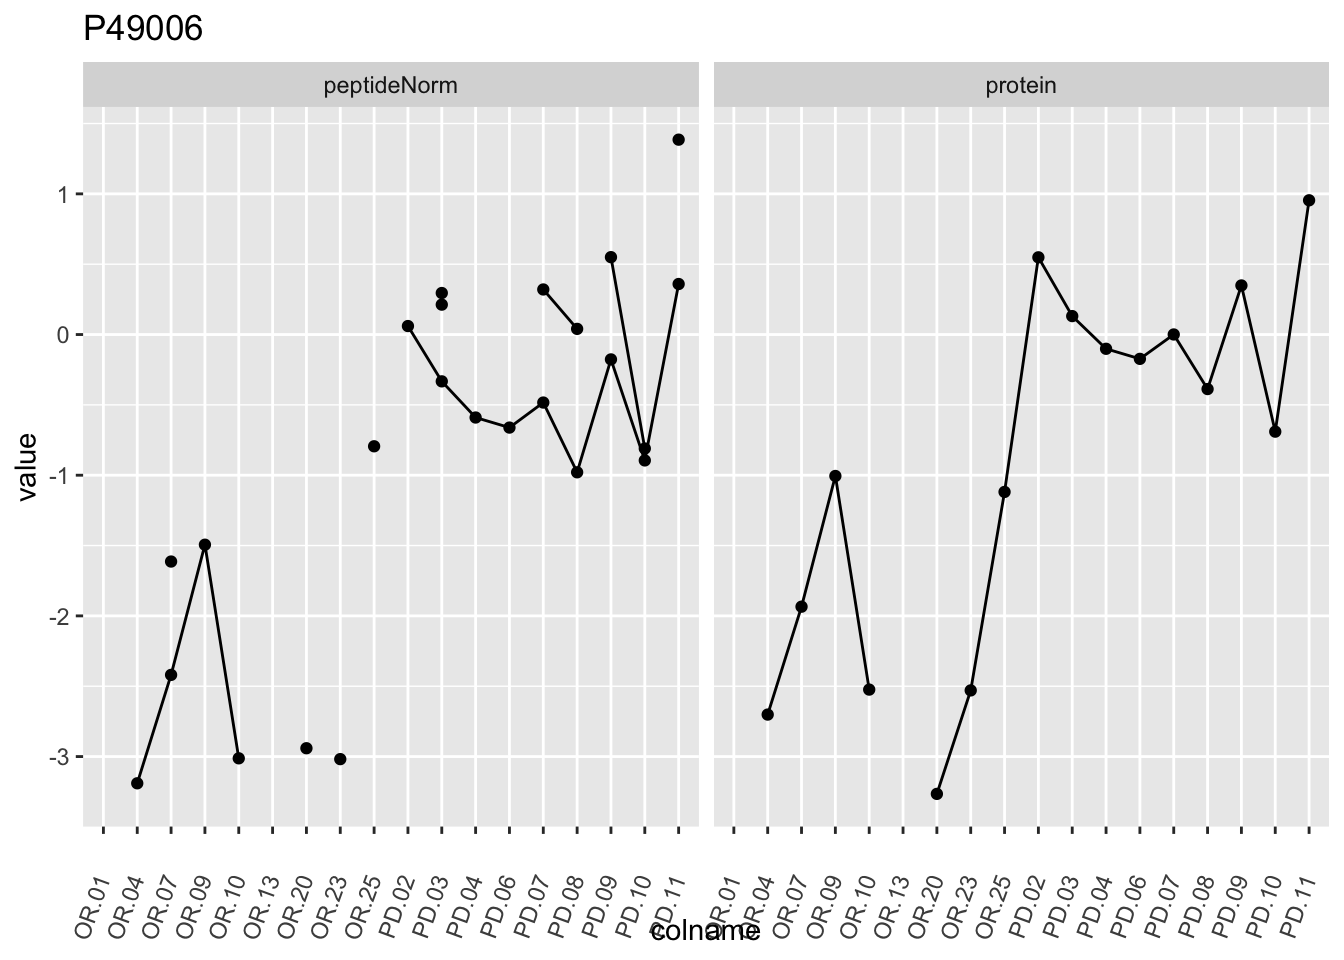 P49006
peptideNorm
protein
value
1
0
-1
-2
-3
OR.01
OR.04
OR.07
OR.09
OR.10
OR.13
OR.20
OR.23
OR.25
PD.02
PD.03
PD.04
PD.06
PD.07
PD.08
PD.09
PD.10
PD.11
OR.01
OR.04
OR.07
OR.09
OR.10
OR.13
OR.20
OR.23
OR.25
PD.02
PD.03
PD.04
PD.06
PD.07
PD.08
PD.09
PD.10
PD.11
colname